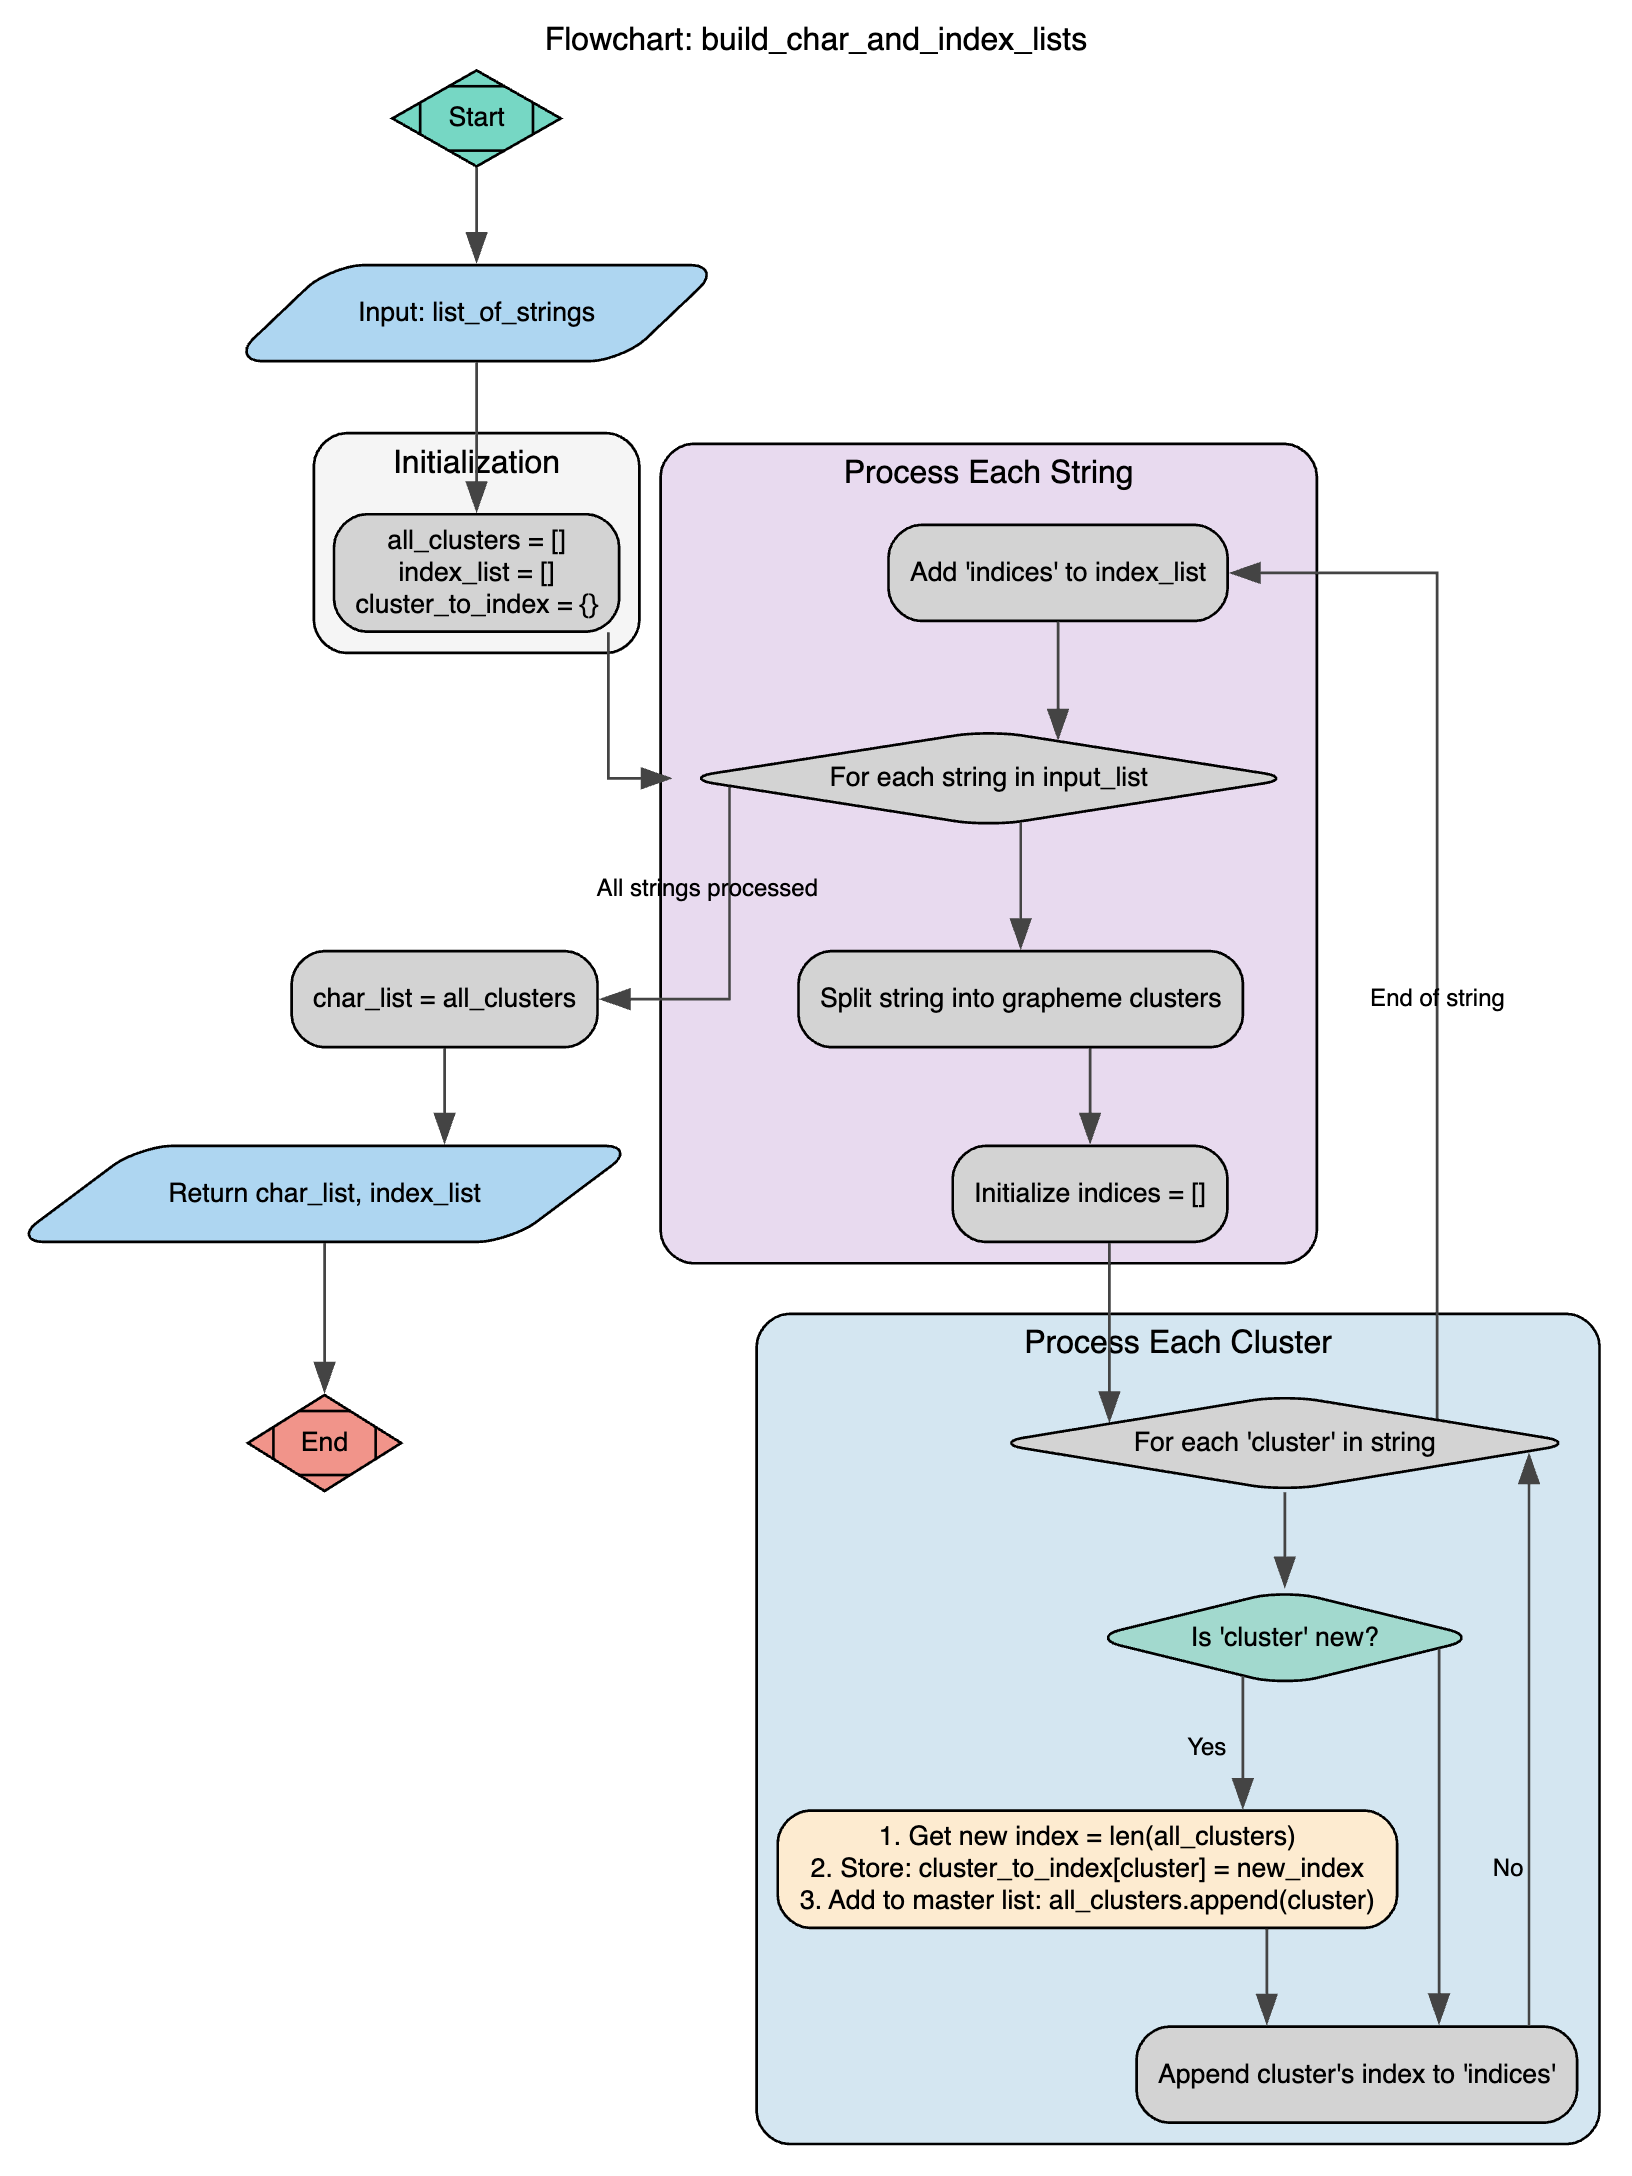 Flowchart: build_char_and_index_lists
Start
Input: list_of_strings
Initialization
all_clusters = []
index_list = []
cluster_to_index = {}
Process Each String
Add 'indices' to index_list
For each string in input_list
All strings processed
char_list = all_clusters
Return char_list, index_list
End
Split string into grapheme clusters
Initialize indices = []
End of string
Process Each Cluster
For each 'cluster' in string
Is 'cluster' new?
Yes
1. Get new index = len(all_clusters)
2. Store: cluster_to_index[cluster] = new_index
3. Add to master list: all_clusters.append(cluster)
No
Append cluster's index to 'indices'